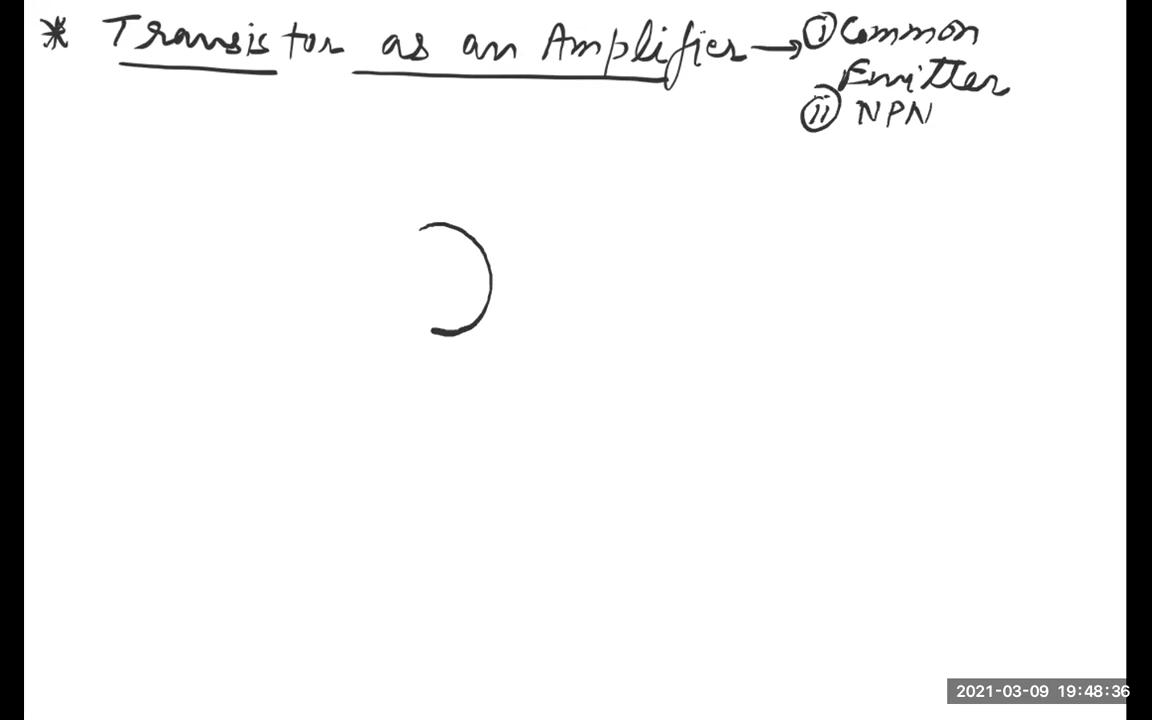 * Transistor as an Amplifier → (i) Common
Emitter
(ii) NPN
2021-03-09 19:48:36